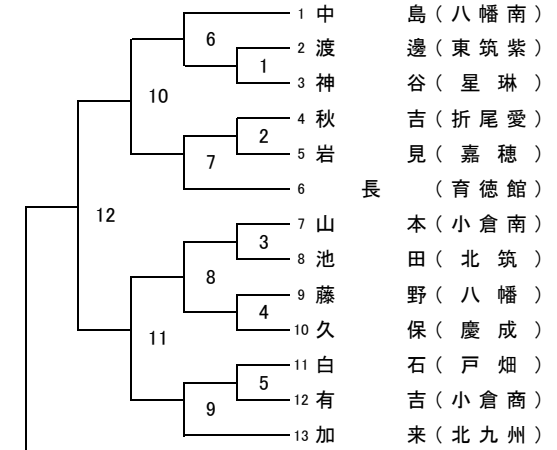 1 中 島 ( 八 幡 南 )
6
2 渡 邊 ( 東 筑 紫 )
1
3 神 谷 ( 星 琳 )
10
4 秋 吉 ( 折 尾 愛 )
2
5 岩 見 ( 嘉 穂 )
7
6 長 ( 育 徳 館 )
12
7 山 本 ( 小 倉 南 )
3
8 池 田 ( 北 筑 )
8
9 藤 野 ( 八 幡 )
4
10 久 保 ( 慶 成 )
11
11 白 石 ( 戸 畑 )
5
12 有 吉 ( 小 倉 商 )
9
13 加 来 ( 北 九 州 )